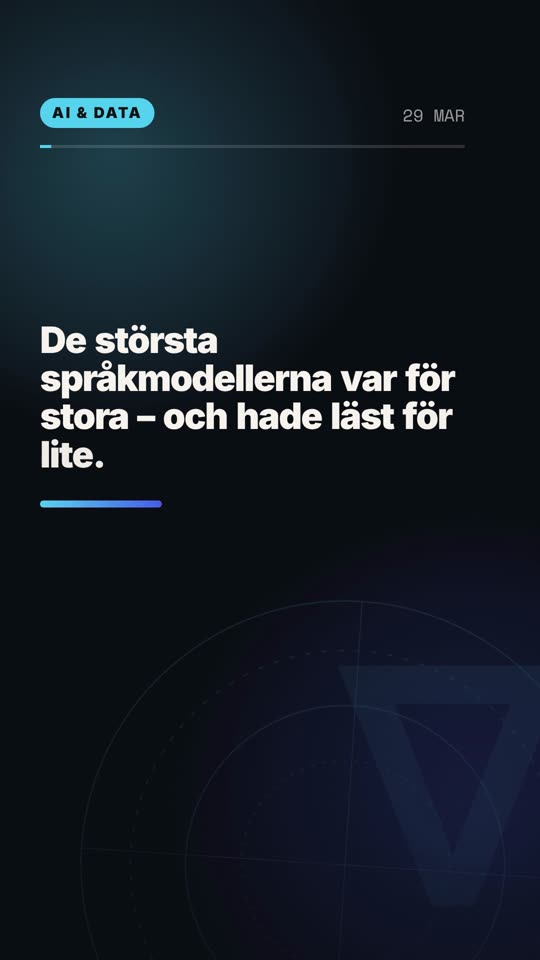 AI & DATA
29 MAR
De största
språkmodellerna var för
stora – och hade läst för
lite.